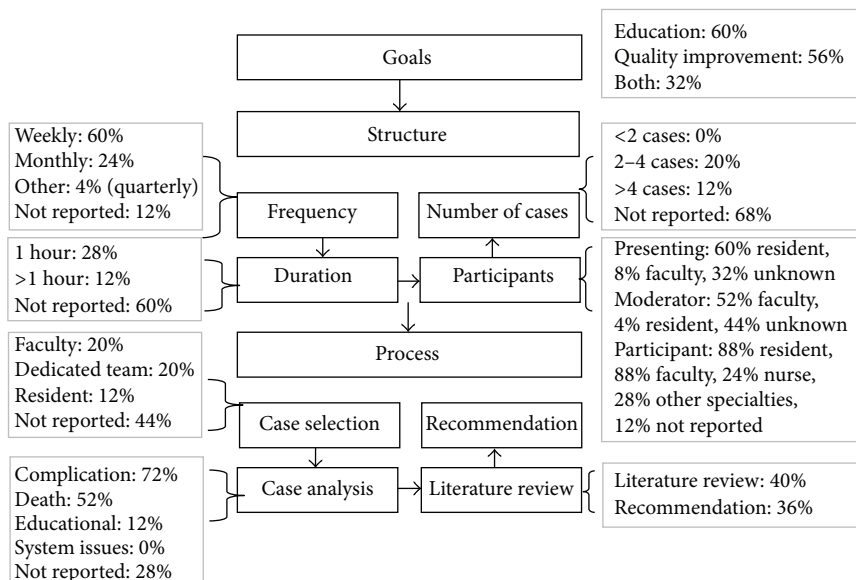 Goals
Education: 60%
Quality improvement: 56%
Both: 32%
Structure
Weekly: 60%
Monthly: 24%
Other: 4% (quarterly)
Not reported: 12%
Frequency
Number of cases
<2 cases: 0%
2–4 cases: 20%
>4 cases: 12%
Not reported: 68%
1 hour: 28%
>1 hour: 12%
Not reported: 60%
Duration
Participants
Presenting: 60% resident,
8% faculty, 32% unknown
Moderator: 52% faculty,
4% resident, 44% unknown
Participant: 88% resident,
88% faculty, 24% nurse,
28% other specialties,
12% not reported
Process
Faculty: 20%
Dedicated team: 20%
Resident: 12%
Not reported: 44%
Case selection
Recommendation
Complication: 72%
Death: 52%
Educational: 12%
System issues: 0%
Not reported: 28%
Case analysis
Literature review
Literature review: 40%
Recommendation: 36%